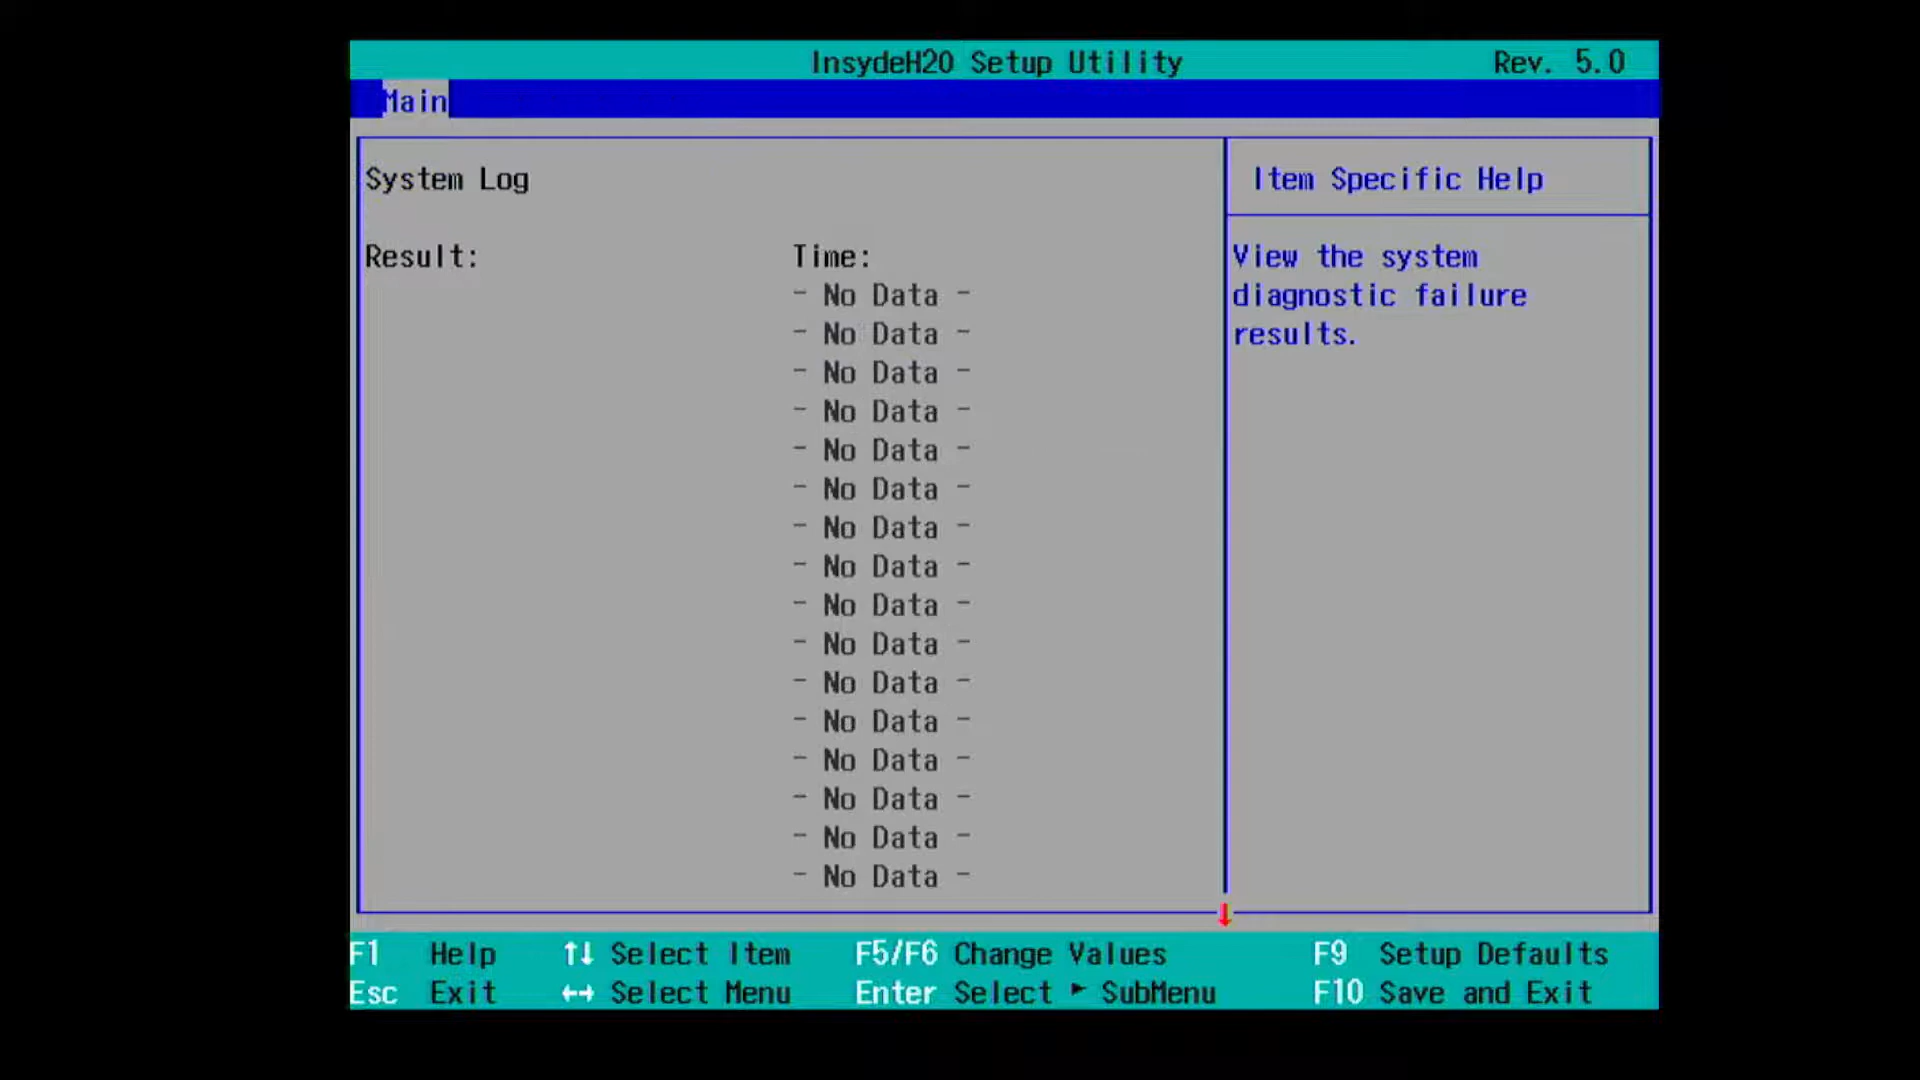 InsydeH20 Setup Utility Rev. 5.0
Main
System Log Item Specific Help
Result: Time: View the system
- No Data - diagnostic failure
- No Data - results.
- No Data -
- No Data -
- No Data -
- No Data -
- No Data -
- No Data -
- No Data -
- No Data -
- No Data -
- No Data -
- No Data -
- No Data -
- No Data -
- No Data -
F1 Help ↑↓ Select Item F5/F6 Change Values F9 Setup Defaults
Esc Exit ←→ Select Menu Enter Select ► SubMenu F10 Save and Exit